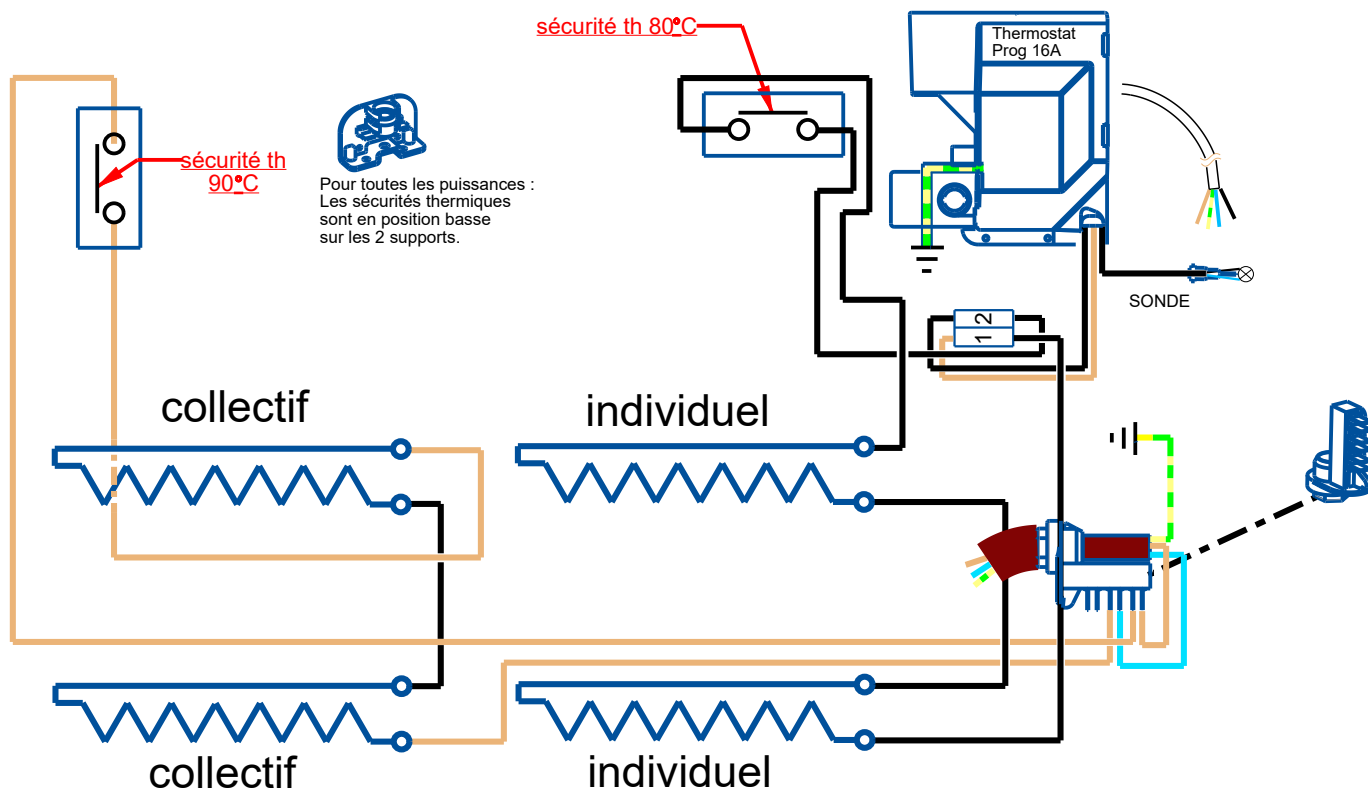 sécurité th 80°C
Thermostat
Prog 16A
sécurité th
90°C
Pour toutes les puissances :
Les sécurités thermiques
sont en position basse
sur les 2 supports.
SONDE
2
1
collectif
individuel
collectif
individuel